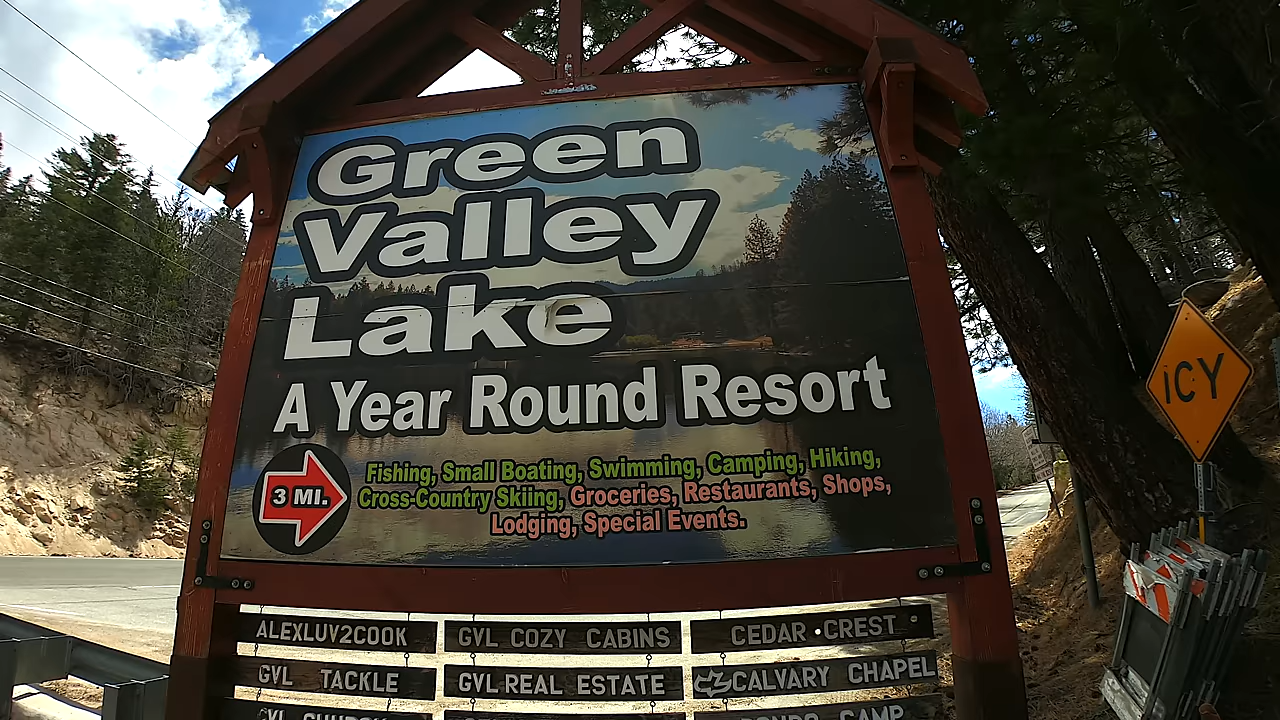 Green
Valley
Lake
A Year Round Resort
3 MI.
Fishing, Small Boating, Swimming, Camping, Hiking,
Cross-Country Skiing, Groceries, Restaurants, Shops,
Lodging, Special Events.
ICY
ALEXLUV2COOK
GVL COZY CABINS
CEDAR • CREST
GVL TACKLE
GVL REAL ESTATE
CALVARY CHAPEL
CAMP